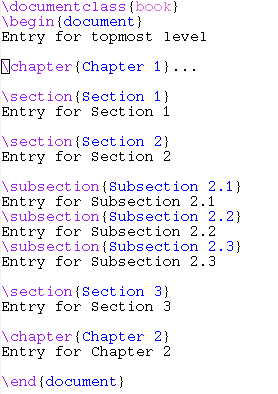 \documentclass{book}
\begin{document}
Entry for topmost level
\chapter{Chapter 1}...
\section{Section 1}
Entry for Section 1
\section{Section 2}
Entry for Section 2
\subsection{Subsection 2.1}
Entry for Subsection 2.1
\subsection{Subsection 2.2}
Entry for Subsection 2.2
\subsection{Subsection 2.3}
Entry for Subsection 2.3
\section{Section 3}
Entry for Section 3
\chapter{Chapter 2}
Entry for Chapter 2
\end{document}